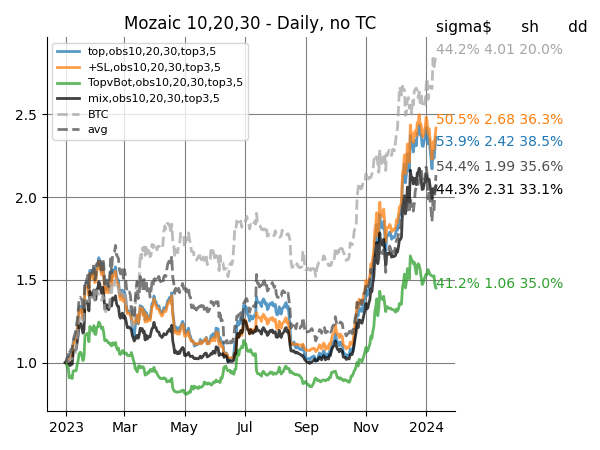 Mozaic 10,20,30 - Daily, no TC
sigma$ sh dd
top,obs10,20,30,top3,5
+SL,obs10,20,30,top3,5
TopvBot,obs10,20,30,top3,5
mix,obs10,20,30,top3,5
BTC
avg
44.2% 4.01 20.0%
50.5% 2.68 36.3%
53.9% 2.42 38.5%
54.4% 1.99 35.6%
44.3% 2.31 33.1%
41.2% 1.06 35.0%
2.5
2.0
1.5
1.0
2023 Mar May Jul Sep Nov 2024